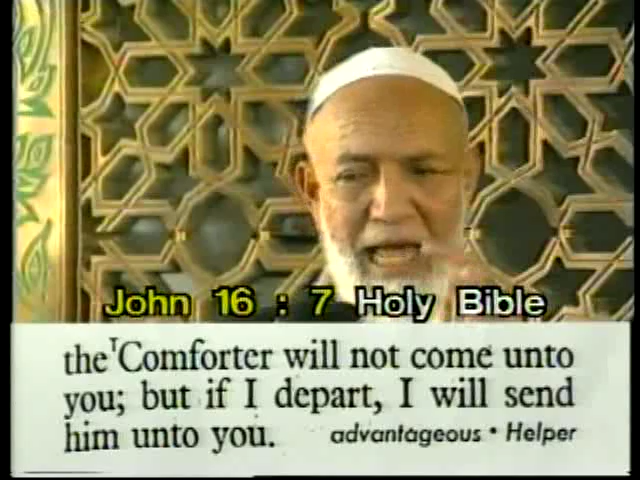 John 16 : 7 Holy Bible
the ᵀComforter will not come unto
you; but if I depart, I will send
him unto you. advantageous • Helper